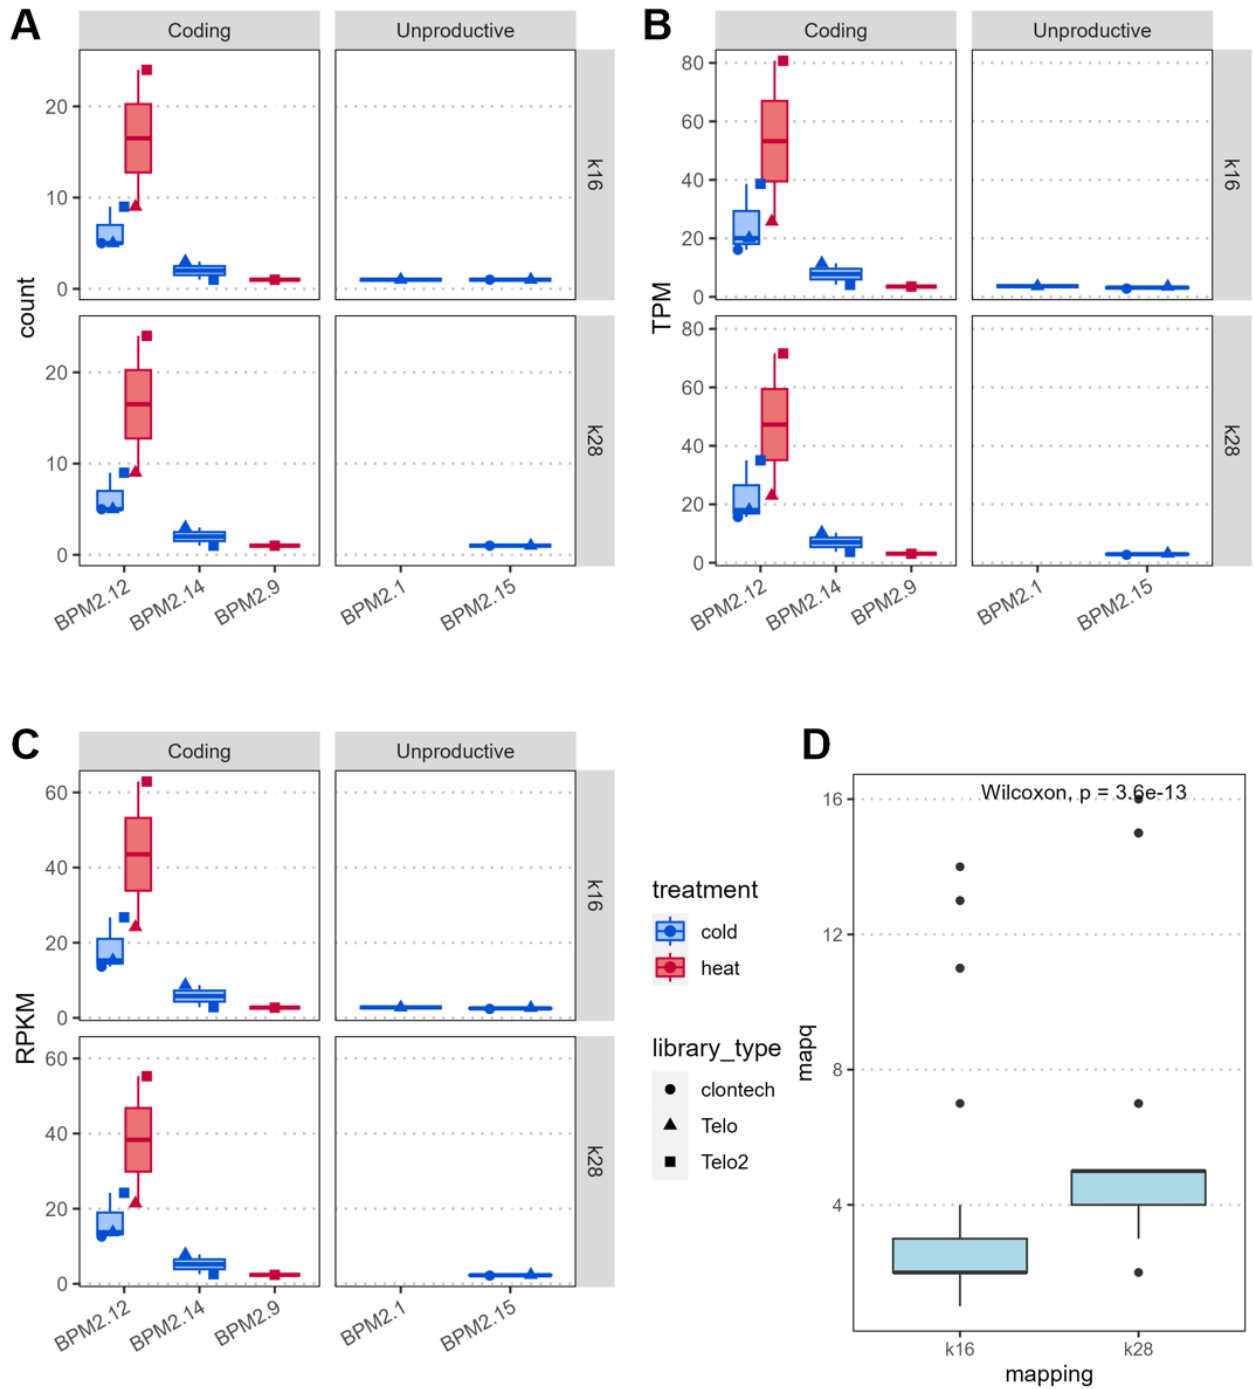 A
Coding
Unproductive
count
20
10
0
k16
20
10
0
k28
BPM2.12
BPM2.14
BPM2.9
BPM2.1
BPM2.15
B
Coding
Unproductive
TPM
80
60
40
20
0
k16
80
60
40
20
0
k28
BPM2.12
BPM2.14
BPM2.9
BPM2.1
BPM2.15
C
Coding
Unproductive
RPKM
60
40
20
0
k16
60
40
20
0
k28
BPM2.12
BPM2.14
BPM2.9
BPM2.1
BPM2.15
treatment
cold
heat
library_type
clontech
Telo
Telo2
D
Wilcoxon, p = 3.6e-13
mapq
16
12
8
4
k16
k28
mapping